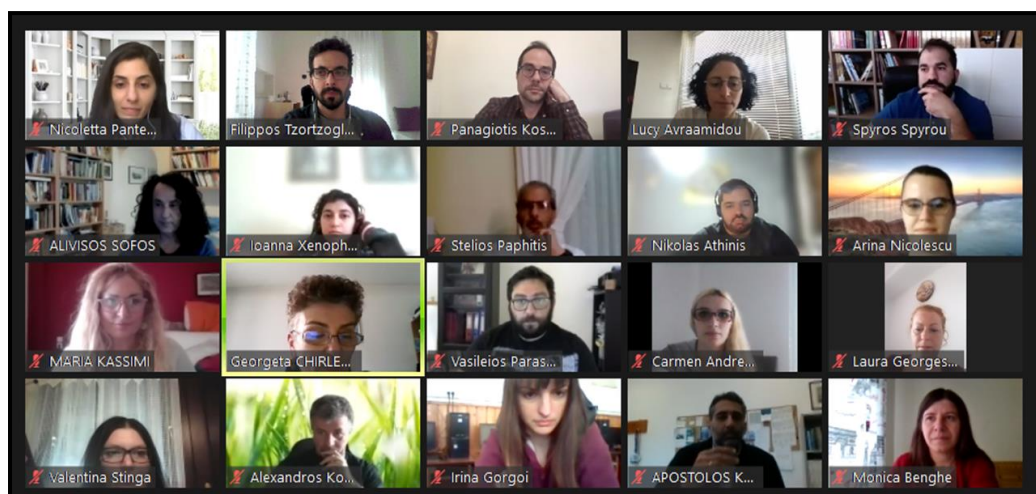 Nicoletta Pante...
Filippos Tzortzogl...
Panagiotis Kos...
Lucy Avraamidou
Spyros Spyrou
ALIVISOS SOFOS
Ioanna Xenoph...
Stelios Paphitis
Nikolas Athinis
Arina Nicolescu
MARIA KASSIMI
Georgeta CHIRLE...
Vasileios Paras...
Carmen Andre...
Laura Georges...
Valentina Stinga
Alexandros Ko...
Irina Gorgoi
APOSTOLOS K...
Monica Benghe